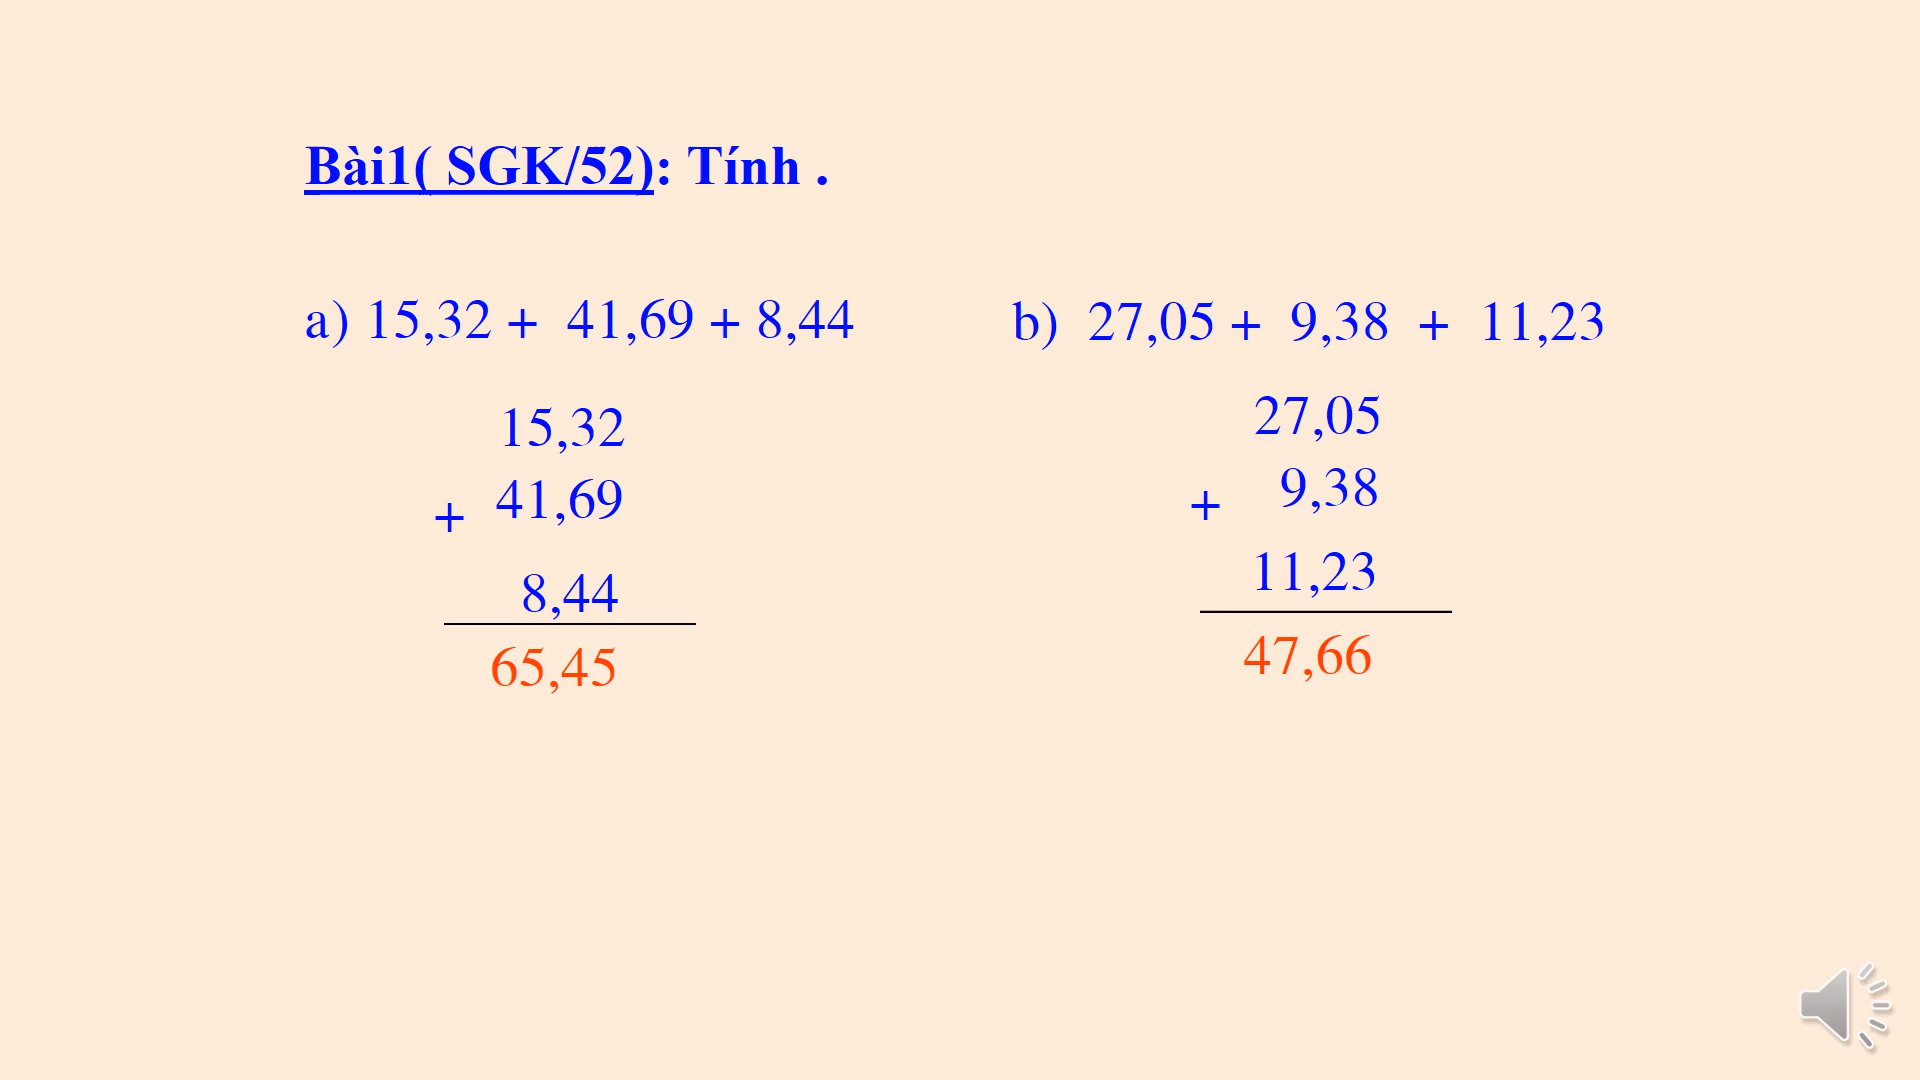 Bài1( SGK/52): Tính .
a) 15,32 + 41,69 + 8,44
15,32
+ 41,69
8,44
65,45
b) 27,05 + 9,38 + 11,23
27,05
+ 9,38
11,23
47,66